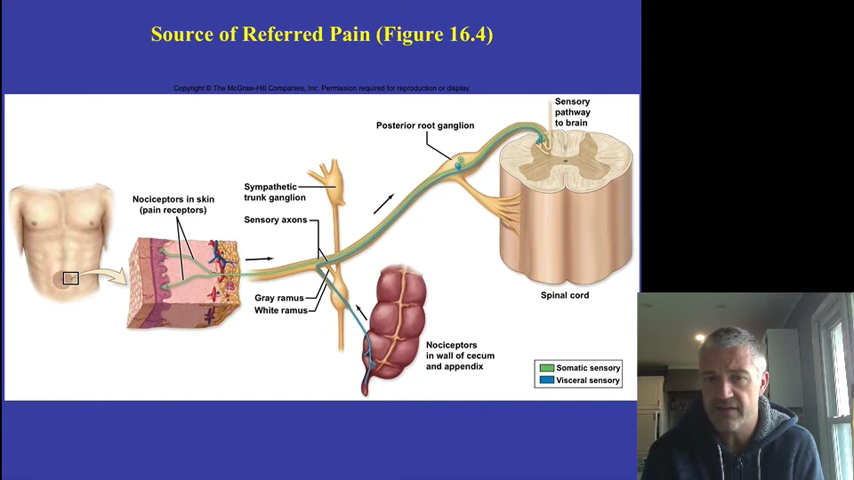 Source of Referred Pain (Figure 16.4)
Copyright © The McGraw-Hill Companies, Inc. Permission required for reproduction or display.
Sensory
pathway
to brain
Posterior root ganglion
Nociceptors in skin
(pain receptors)
Sympathetic
trunk ganglion
Sensory axons
Gray ramus
White ramus
Spinal cord
Nociceptors
in wall of cecum
and appendix
Somatic sensory
Visceral sensory